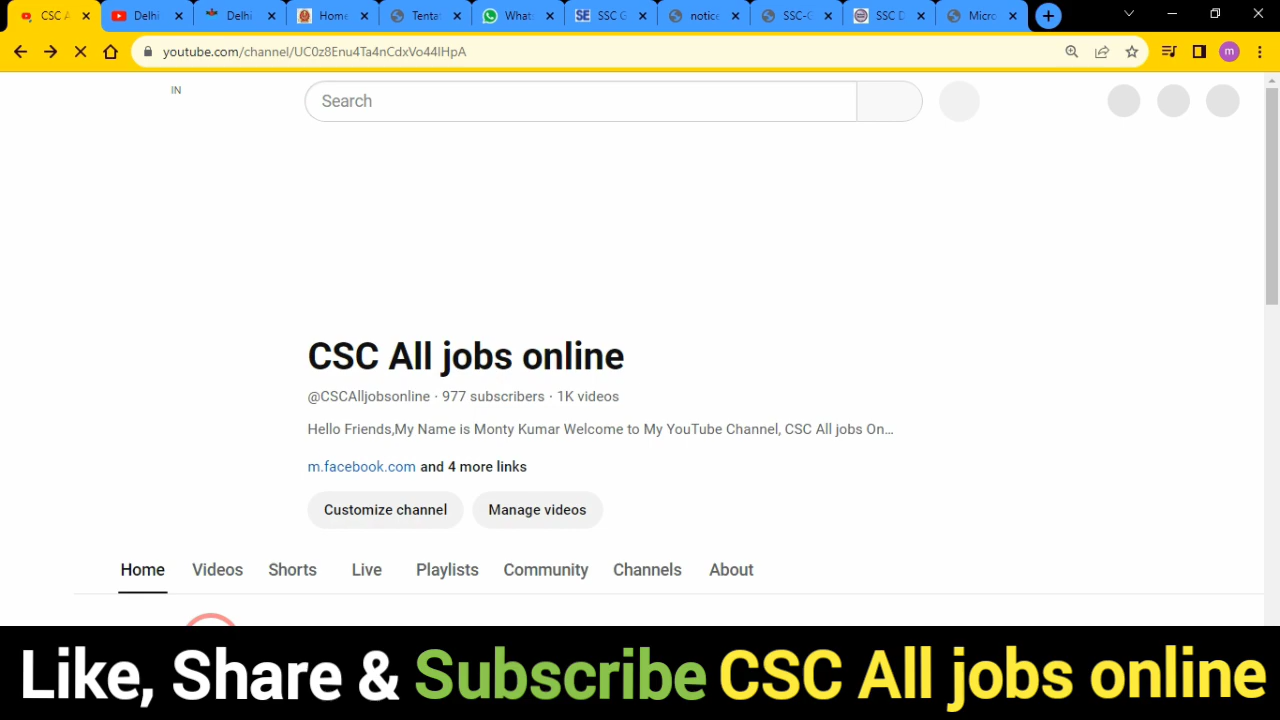 CSC A
Delhi
Delhi
Home
Tenta
Whats
SSC G
notice
SSC-C
SSC D
Micro
youtube.com/channel/UC0z8Enu4Ta4nCdxVo44IHpA
m
IN
Search
CSC All jobs online
@CSCAlljobsonline · 977 subscribers · 1K videos
Hello Friends,My Name is Monty Kumar Welcome to My YouTube Channel, CSC All jobs On...
m.facebook.com and 4 more links
Customize channel Manage videos
Home Videos Shorts Live Playlists Community Channels About
Like, Share & Subscribe CSC All jobs online